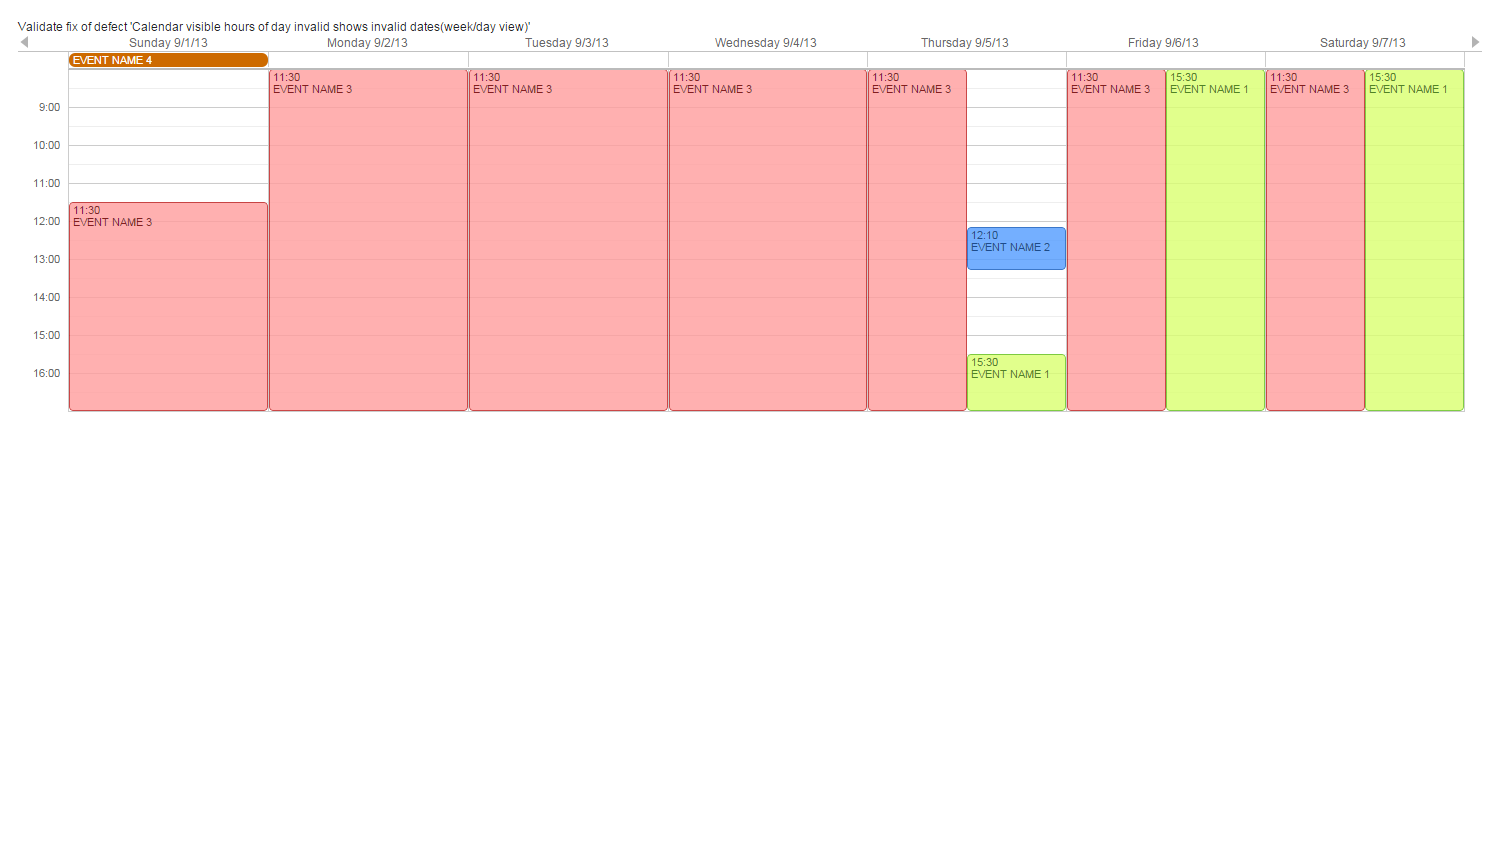 Validate fix of defect 'Calendar visible hours of day invalid shows invalid dates(week/day view)'
Sunday 9/1/13 Monday 9/2/13 Tuesday 9/3/13 Wednesday 9/4/13 Thursday 9/5/13 Friday 9/6/13 Saturday 9/7/13
EVENT NAME 4
11:30 11:30 11:30 11:30 11:30 15:30 11:30 15:30
EVENT NAME 3 EVENT NAME 3 EVENT NAME 3 EVENT NAME 3 EVENT NAME 3 EVENT NAME 1 EVENT NAME 3 EVENT NAME 1
9:00
10:00
11:00
11:30
12:00 EVENT NAME 3
12:10
EVENT NAME 2
13:00
14:00
15:00
15:30
16:00 EVENT NAME 1